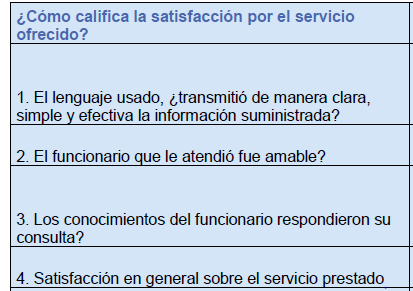 ¿Cómo califica la satisfacción por el servicio
ofrecido?
1. El lenguaje usado, ¿transmitió de manera clara,
simple y efectiva la información suministrada?
2. El funcionario que le atendió fue amable?
3. Los conocimientos del funcionario respondieron su
consulta?
4. Satisfacción en general sobre el servicio prestado